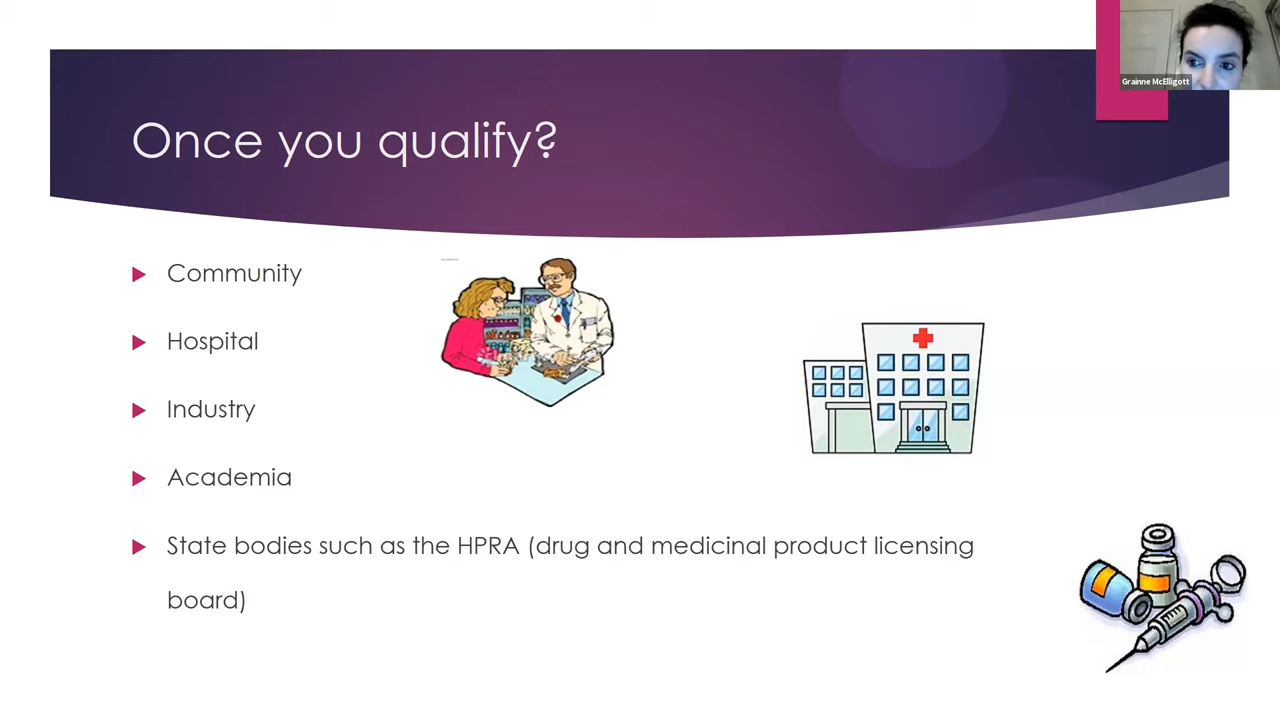 Grainne McElligott
Once you qualify?
Community
Hospital
Industry
Academia
State bodies such as the HPRA (drug and medicinal product licensing
board)